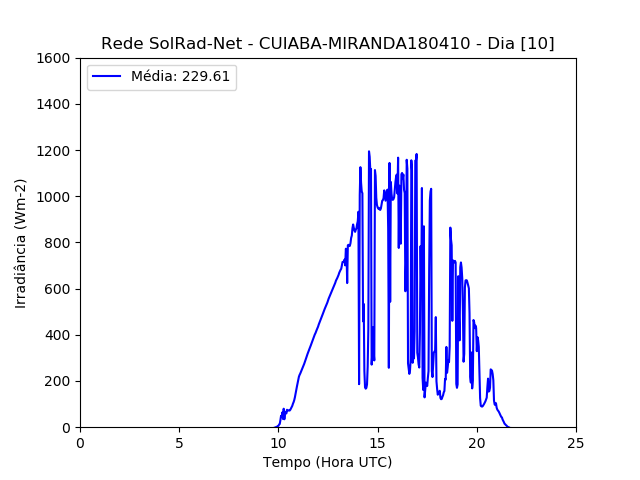 Rede SolRad-Net - CUIABA-MIRANDA180410 - Dia [10]
Média: 229.61
Irradiância (Wm-2)
1600
1400
1200
1000
800
600
400
200
0
0 5 10 15 20 25
Tempo (Hora UTC)